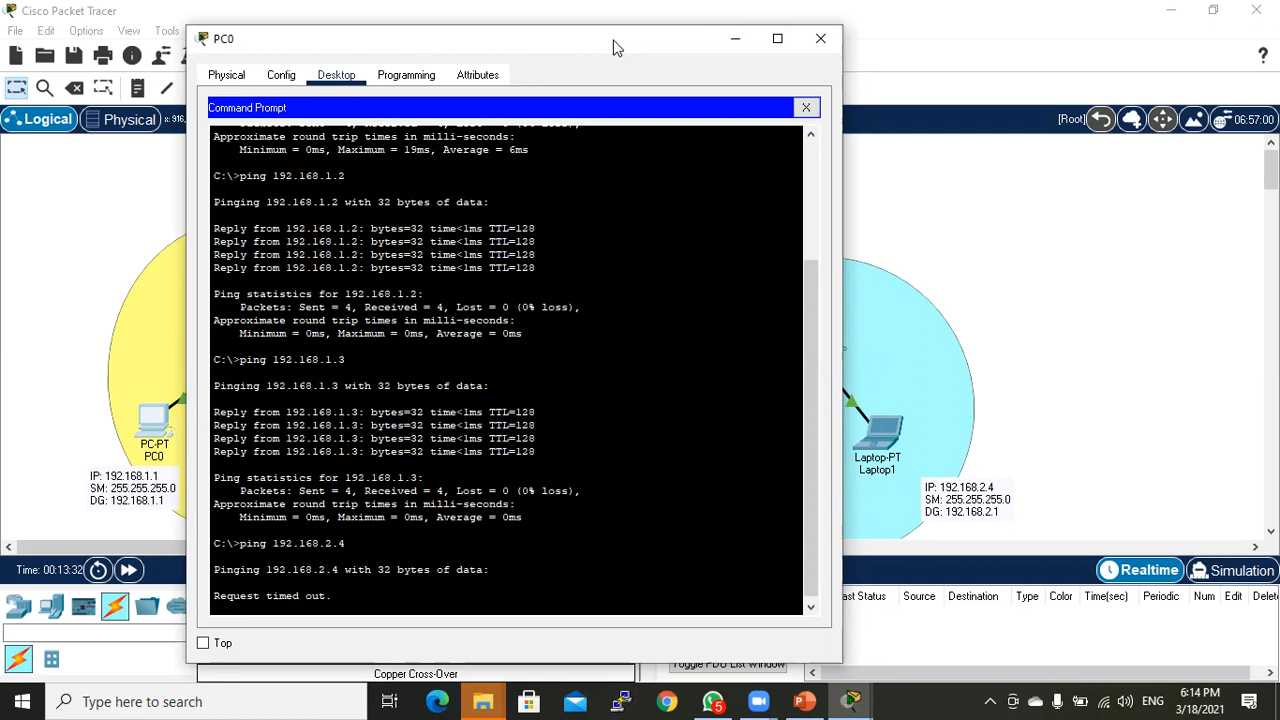 Cisco Packet Tracer
File
Edit
Options
View
Tools
PC0
Physical
Config
Desktop
Programming
Attributes
Command Prompt
X
Logical
Physical
x: 916,
[Root]
06:57:00
Approximate round trip times in milli-seconds:
Minimum = 0ms, Maximum = 19ms, Average = 6ms
C:\>ping 192.168.1.2
Pinging 192.168.1.2 with 32 bytes of data:
Reply from 192.168.1.2: bytes=32 time<1ms TTL=128
Reply from 192.168.1.2: bytes=32 time<1ms TTL=128
Reply from 192.168.1.2: bytes=32 time<1ms TTL=128
Reply from 192.168.1.2: bytes=32 time<1ms TTL=128
Ping statistics for 192.168.1.2:
Packets: Sent = 4, Received = 4, Lost = 0 (0% loss),
Approximate round trip times in milli-seconds:
Minimum = 0ms, Maximum = 0ms, Average = 0ms
C:\>ping 192.168.1.3
Pinging 192.168.1.3 with 32 bytes of data:
Reply from 192.168.1.3: bytes=32 time<1ms TTL=128
Reply from 192.168.1.3: bytes=32 time<1ms TTL=128
Reply from 192.168.1.3: bytes=32 time<1ms TTL=128
Reply from 192.168.1.3: bytes=32 time<1ms TTL=128
Ping statistics for 192.168.1.3:
Packets: Sent = 4, Received = 4, Lost = 0 (0% loss),
Approximate round trip times in milli-seconds:
Minimum = 0ms, Maximum = 0ms, Average = 0ms
C:\>ping 192.168.2.4
Pinging 192.168.2.4 with 32 bytes of data:
Request timed out.
Top
PC-PT
PC0
IP: 192.168.1.1
SM: 255.255.255.0
DG: 192.168.1.1
Laptop-PT
Laptop1
IP: 192.168.2.4
SM: 255.255.255.0
DG: 192.168.2.1
Time: 00:13:32
Realtime
Simulation
Status
Source
Destination
Type
Color
Time(sec)
Periodic
Num
Edit
Copper Cross-Over
Toggle PDU List Window
Type here to search
5
ENG
6:14 PM
3/18/2021